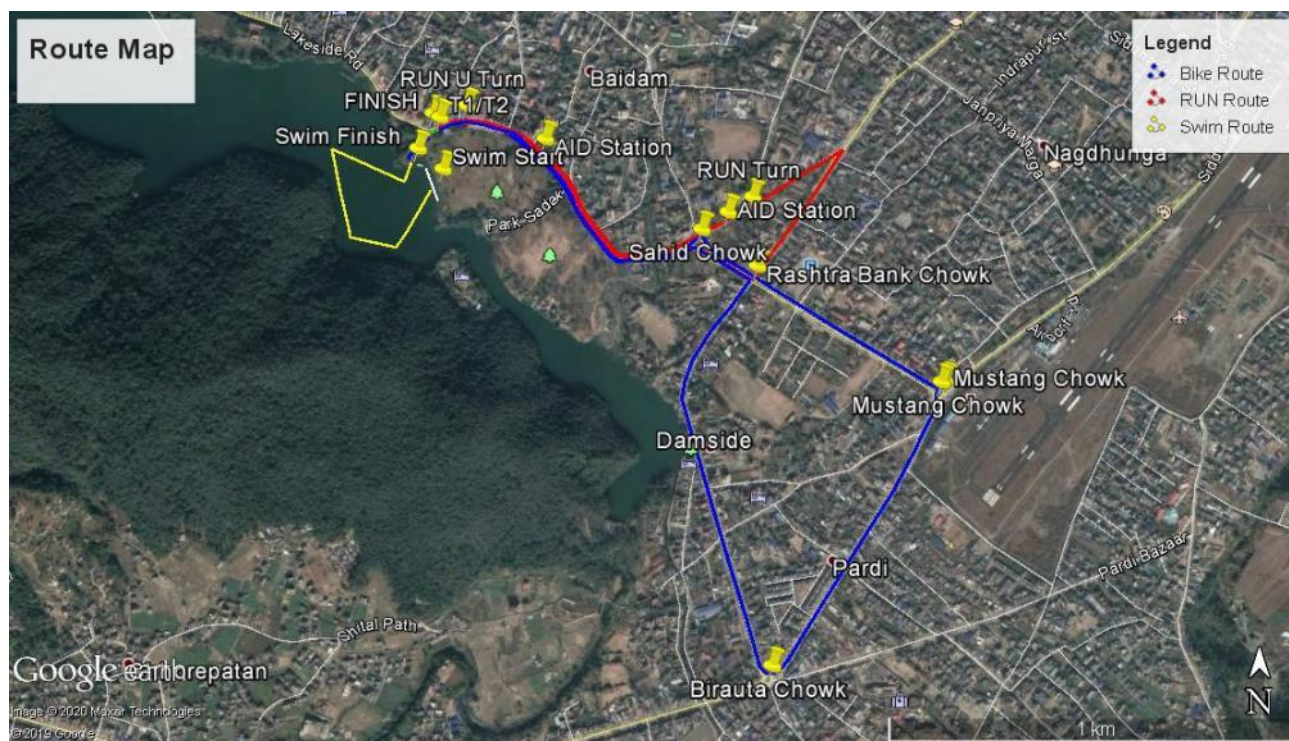 Route Map
Legend
Bike Route
RUN Route
Swim Route
Lakeside Rd
RUN U Turn
Baidam
FINISH
T1/T2
Swim Finish
Swim Start
AID Station
Park Sadak
RUN Turn
AID Station
Sahid Chowk
Rashtra Bank Chowk
Indrapuri St
Janpriya Marga
Nagdhunga
Mustang Chowk
Mustang Chowk
Damside
Pardi
Pardi Bazaar
Birauta Chowk
Shital Path
Google earth
Image © 2020 Maxar Technologies
© 2019 Google
1 km
N